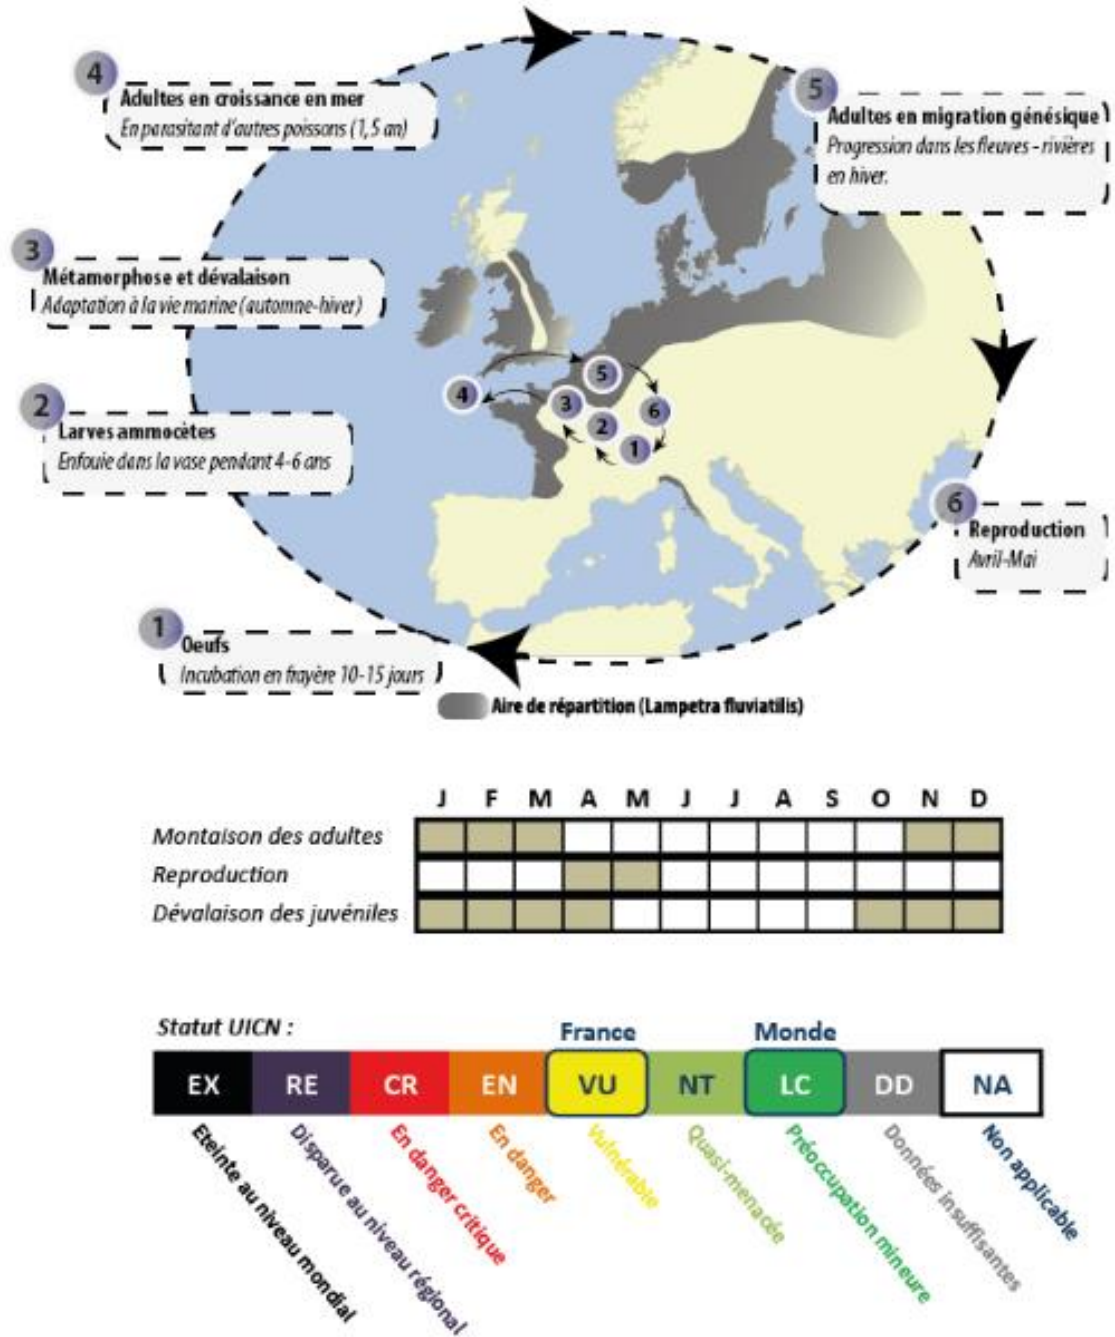 4
Adultes en croissance en mer
En parasitant d'autres poissons (1,5 an)
5
Adultes en migration génésique
Progression dans les fleuves - rivières
en hiver.
3
Métamorphose et dévalaison
Adaptation à la vie marine (automne-hiver)
2
Larves ammocètes
Enfouie dans la vase pendant 4-6 ans
5
4
3
6
2
1
6
Reproduction
Avril-Mai
1
Oeufs
Incubation en frayère 10-15 jours
Aire de répartition (Lampetra fluviatilis)
J F M A M J J A S O N D
Montaison des adultes
Reproduction
Dévalaison des juvéniles
Statut UICN :
France
Monde
EX RE CR EN VU NT LC DD NA
Eteinte au niveau mondial
Disparue au niveau régional
En danger critique
En danger
Vulnérable
Quasi-menacée
Préoccupation mineure
Données insuffisantes
Non applicable